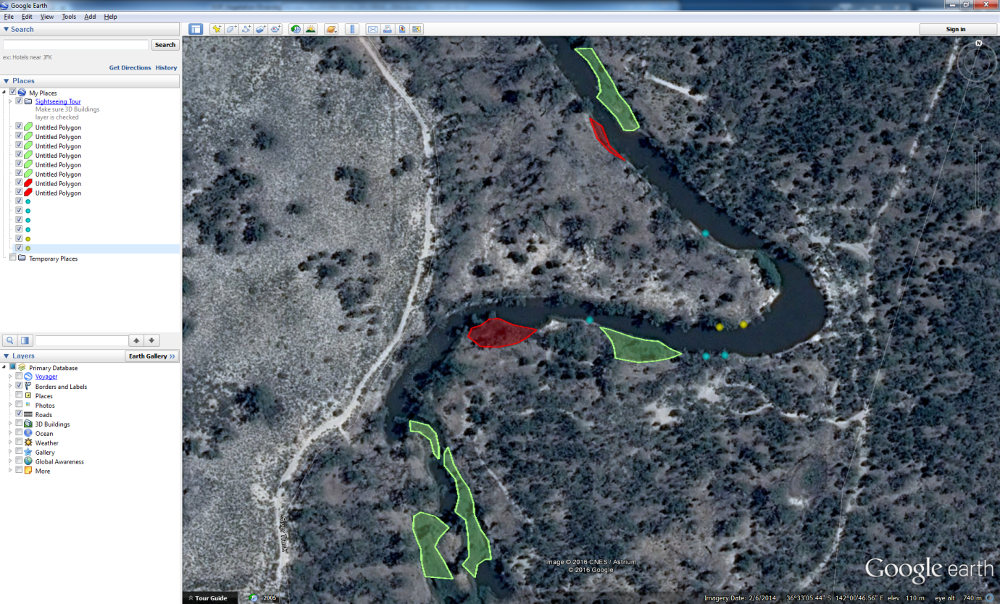 Google Earth
File Edit View Tools Add Help
Search
Search
ex: Hotels near JFK
Get Directions History
Places
My Places
Sightseeing Tour
Make sure 3D Buildings
layer is checked
Untitled Polygon
Untitled Polygon
Untitled Polygon
Untitled Polygon
Untitled Polygon
Untitled Polygon
Untitled Polygon
Untitled Polygon
Temporary Places
Layers
Earth Gallery >>
Primary Database
Voyager
Borders and Labels
Places
Photos
Roads
3D Buildings
Ocean
Weather
Gallery
Global Awareness
More
Sign in
N
Image © 2016 CNES / Astrium
© 2016 Google
Google earth
Tour Guide
2005
Imagery Date: 2/6/2014 36°33'05.44" S 142°00'46.56" E elev 110 m eye alt 740 m